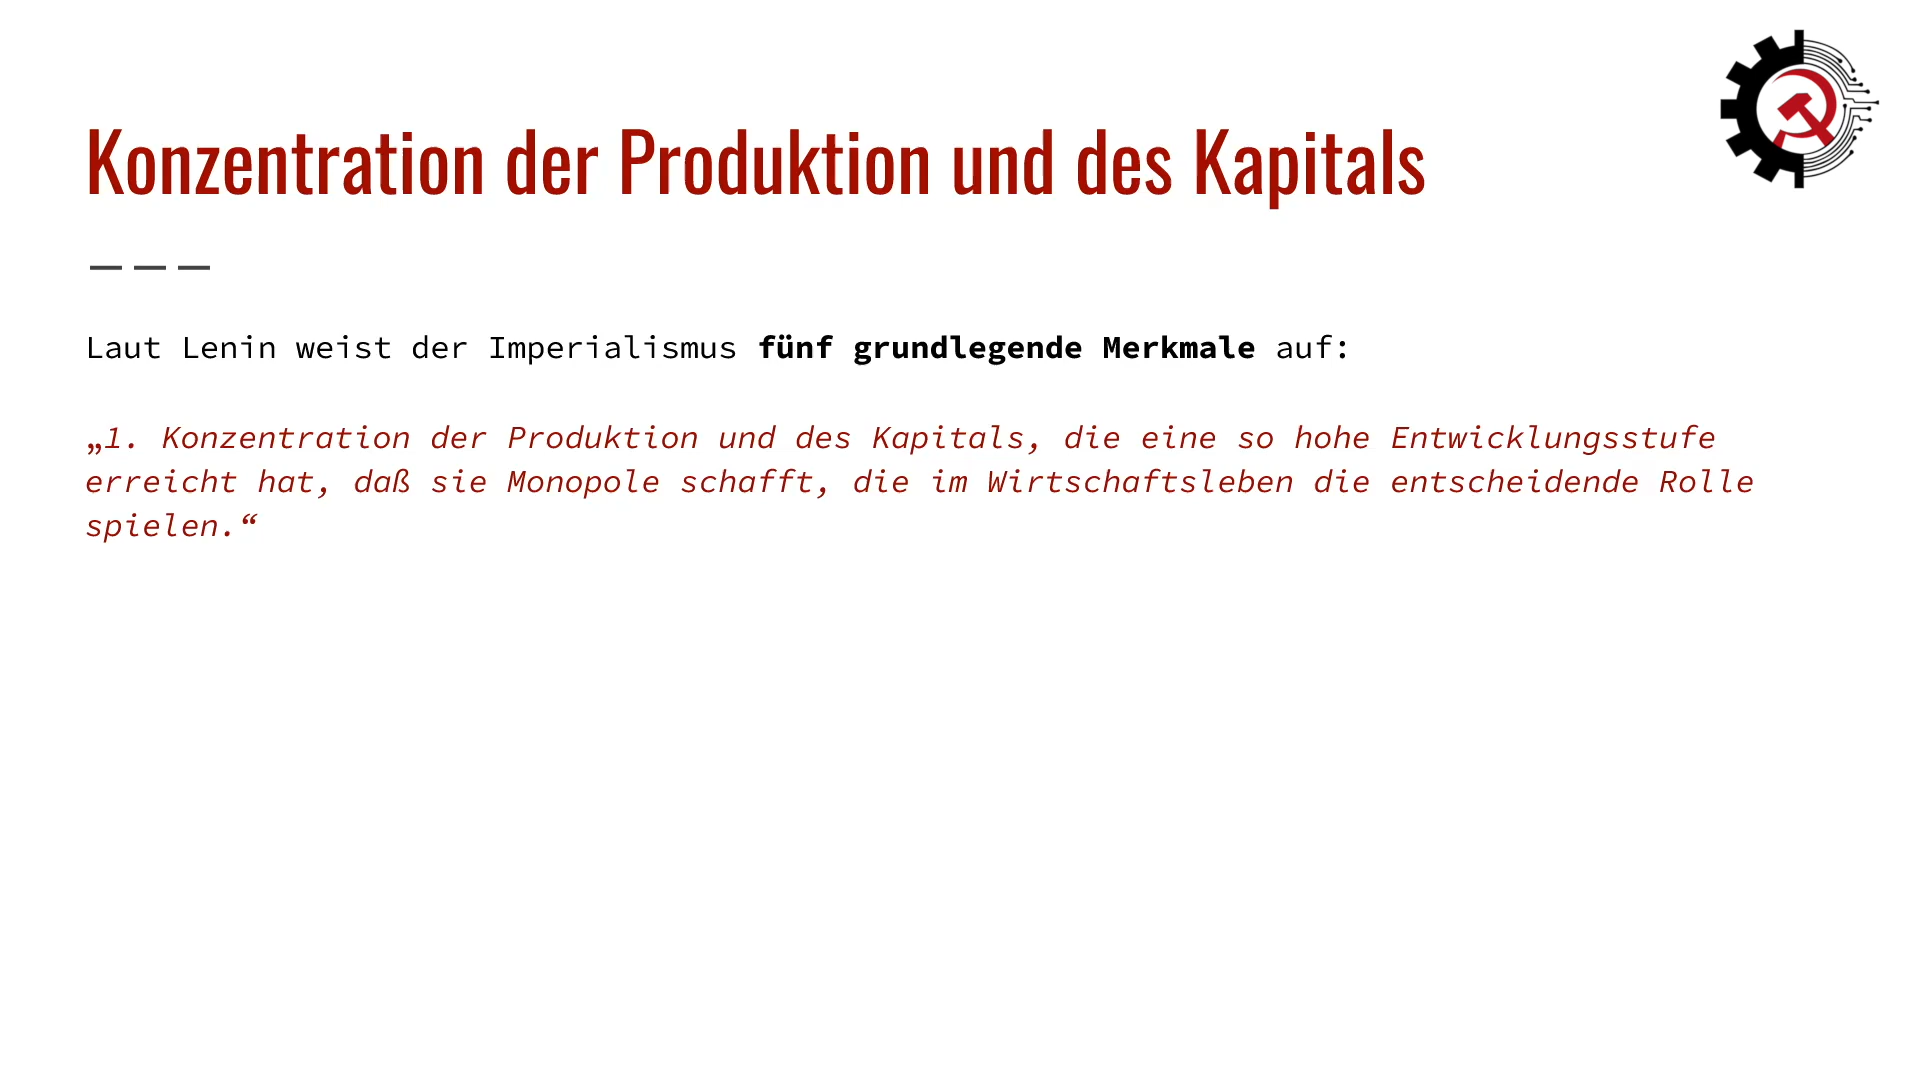 Konzentration der Produktion und des Kapitals
Laut Lenin weist der Imperialismus fünf grundlegende Merkmale auf:
„1. Konzentration der Produktion und des Kapitals, die eine so hohe Entwicklungsstufe
erreicht hat, daß sie Monopole schafft, die im Wirtschaftsleben die entscheidende Rolle
spielen.“